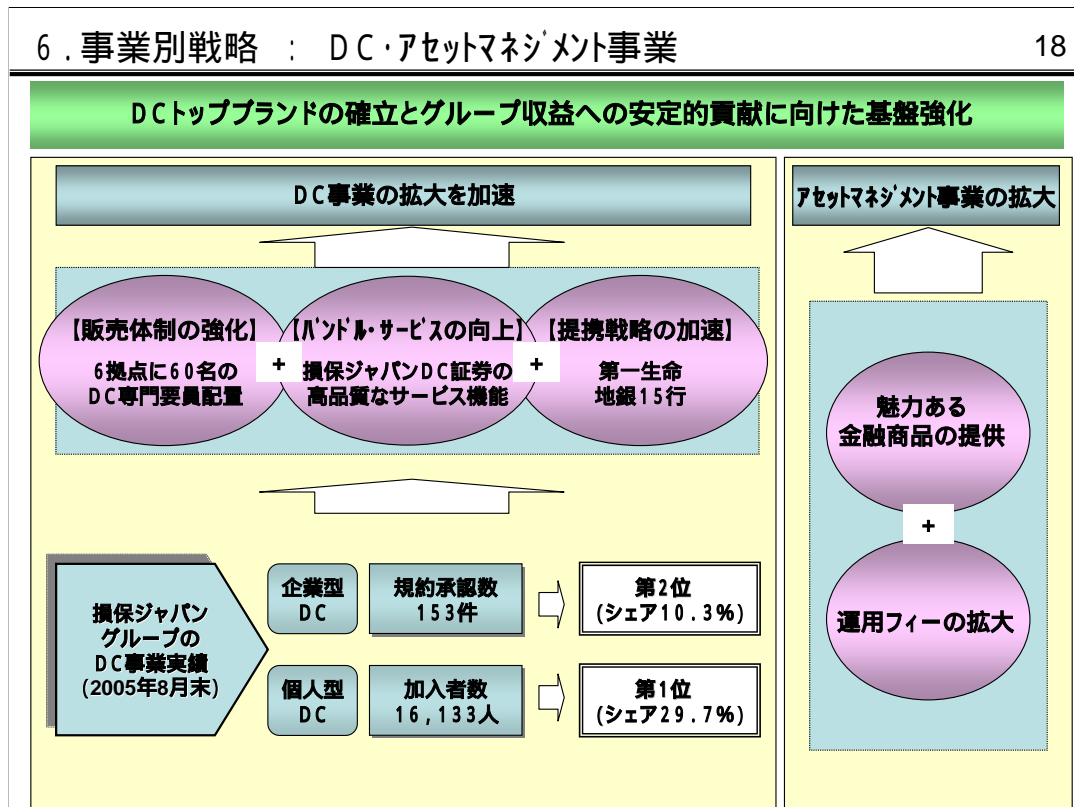 6.事業別戦略 : DC・アセットマネジメント事業
18
DCトップブランドの確立とグループ収益への安定的貢献に向けた基盤強化
DC事業の拡大を加速
【販売体制の強化】
6拠点に60名の
DC専門要員配置
+
【バンドル・サービスの向上】
損保ジャパンDC証券の
高品質なサービス機能
+
【提携戦略の加速】
第一生命
地銀15行
損保ジャパン
グループの
DC事業実績
(2005年8月末)
企業型
DC
規約承認数
153件
第2位
(シェア10.3%)
個人型
DC
加入者数
16,133人
第1位
(シェア29.7%)
アセットマネジメント事業の拡大
魅力ある
金融商品の提供
+
運用フィーの拡大